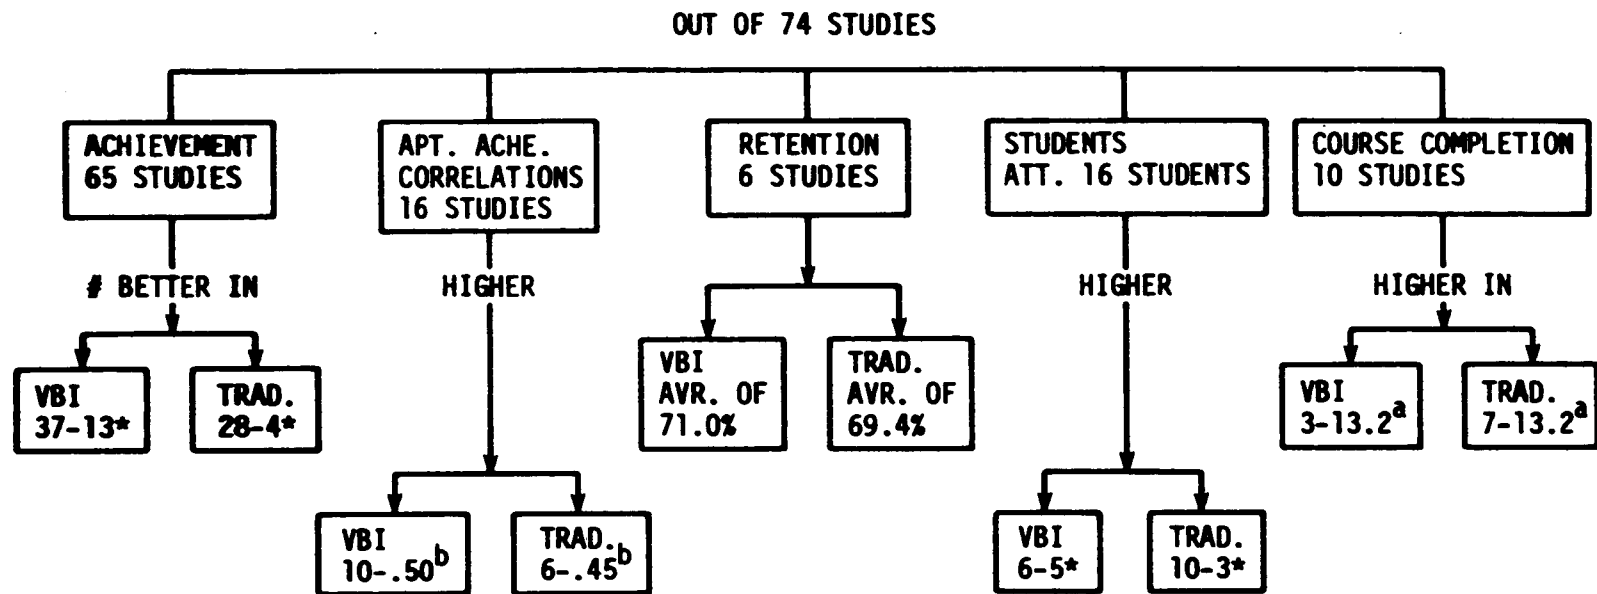 OUT OF 74 STUDIES
ACHIEVEMENT
65 STUDIES
APT. ACHE.
CORRELATIONS
16 STUDIES
RETENTION
6 STUDIES
STUDENTS
ATT. 16 STUDENTS
COURSE COMPLETION
10 STUDIES
# BETTER IN
HIGHER
HIGHER
HIGHER IN
VBI
37-13*
TRAD.
28-4*
VBI
AVR. OF
71.0%
TRAD.
AVR. OF
69.4%
VBI
3-13.2a
TRAD.
7-13.2a
VBI
10-.50b
TRAD.
6-.45b
VBI
6-5*
TRAD.
10-3*